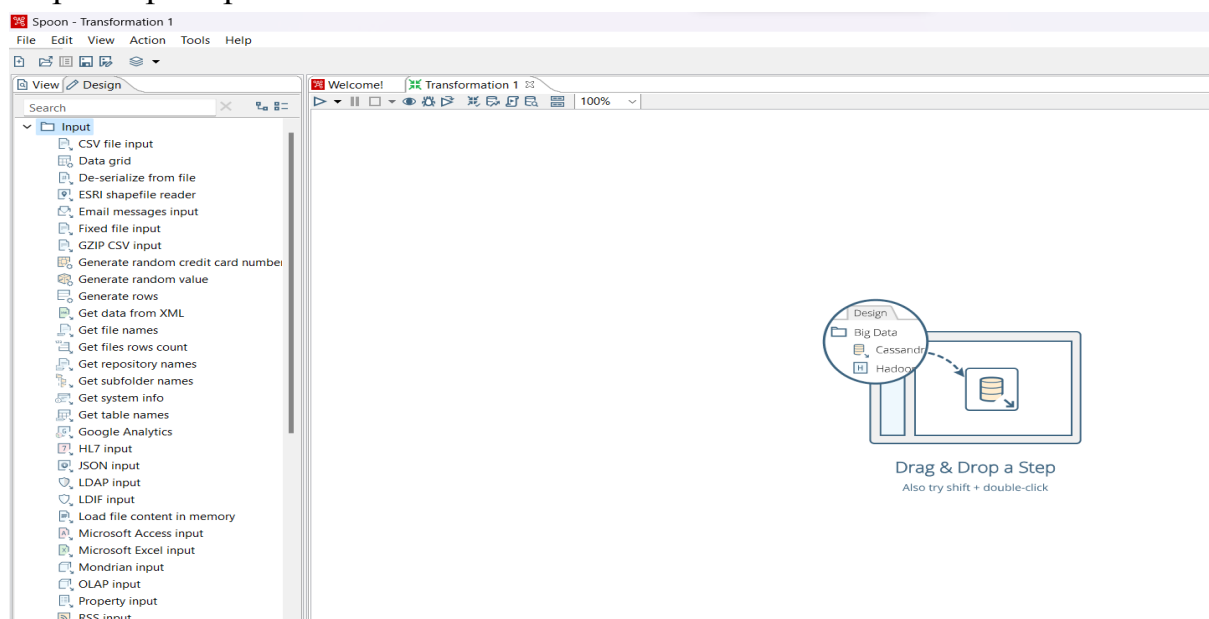 Spoon - Transformation 1
File Edit View Action Tools Help
View Design
Welcome! Transformation 1
Search
100%
Input
CSV file input
Data grid
De-serialize from file
ESRI shapefile reader
Email messages input
Fixed file input
GZIP CSV input
Generate random credit card number
Generate random value
Generate rows
Get data from XML
Get file names
Get files rows count
Get repository names
Get subfolder names
Get system info
Get table names
Google Analytics
HL7 input
JSON input
LDAP input
LDIF input
Load file content in memory
Microsoft Access input
Microsoft Excel input
Mondrian input
OLAP input
Property input
RSS input
Design
Big Data
Cassandr
Hadoop
Drag & Drop a Step
Also try shift + double-click